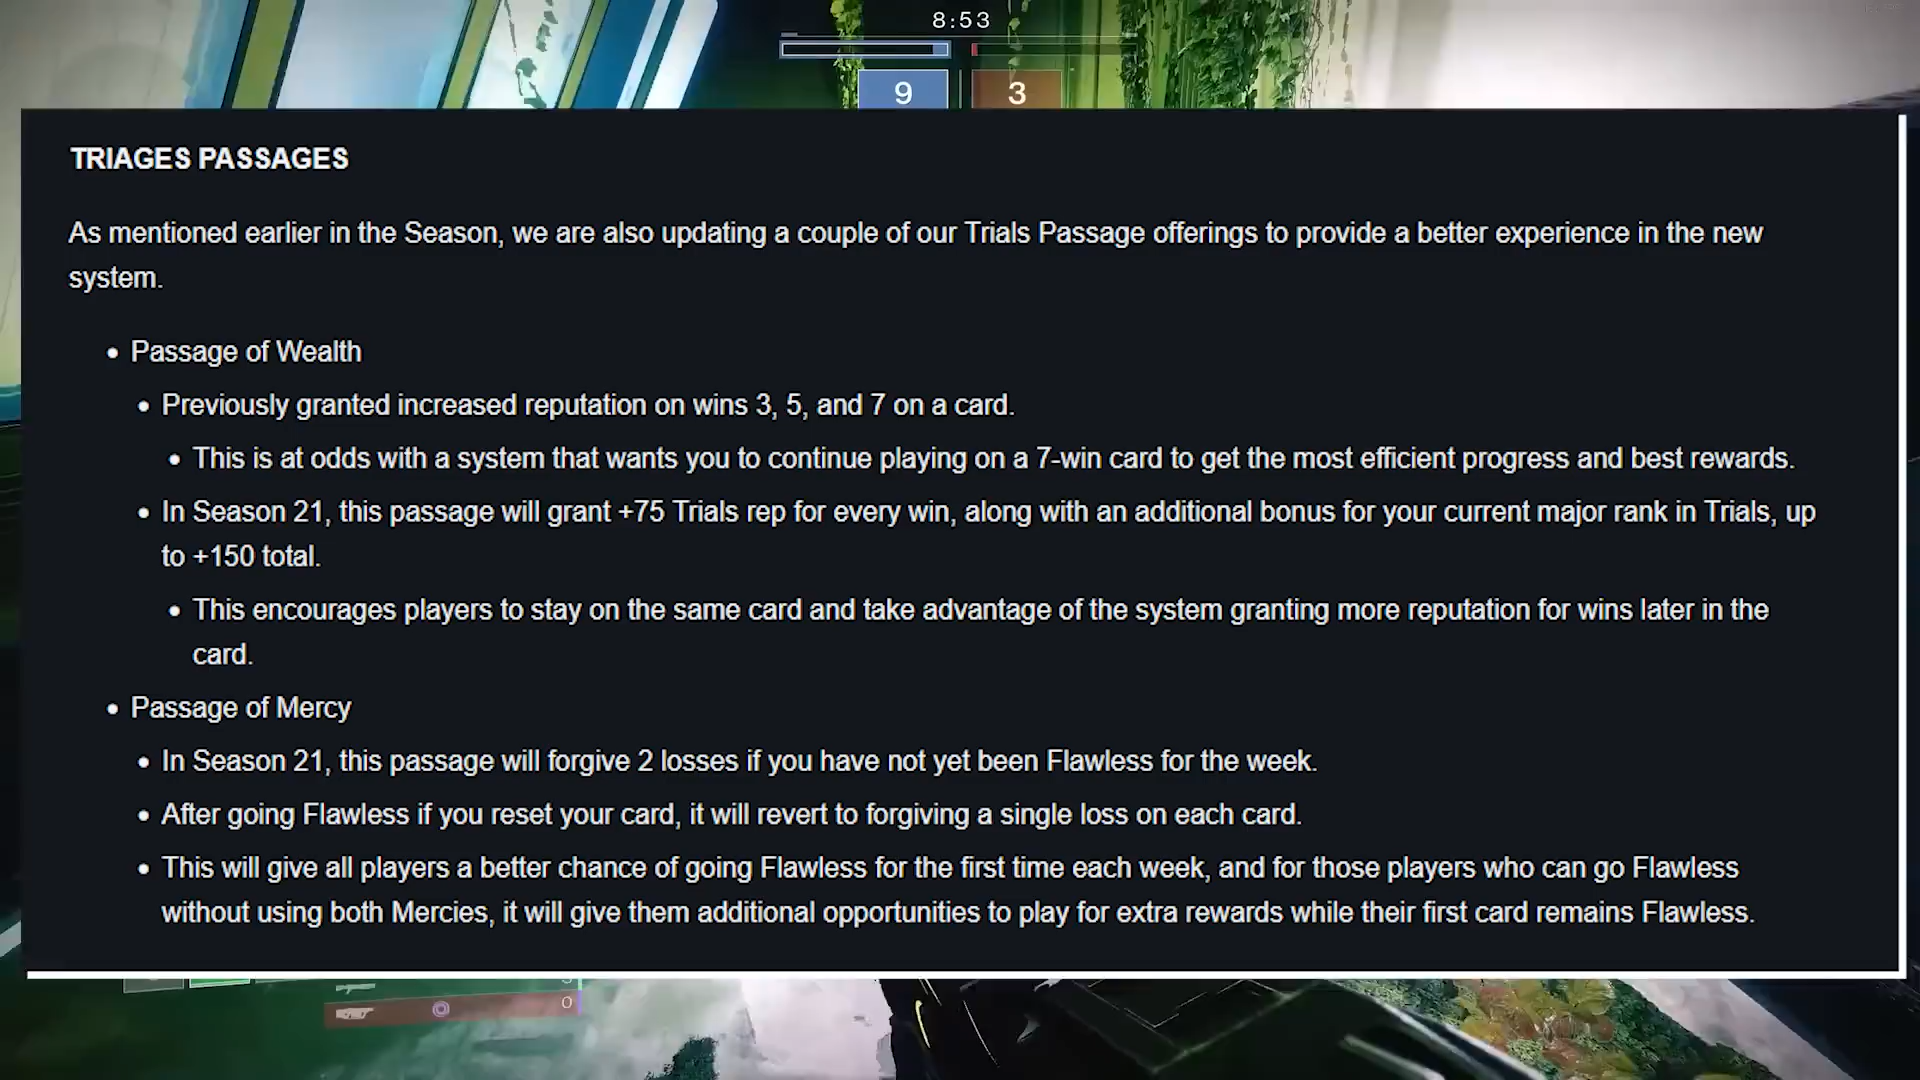 8:53
9 3
TRIAGES PASSAGES
As mentioned earlier in the Season, we are also updating a couple of our Trials Passage offerings to provide a better experience in the new
system.
• Passage of Wealth
• Previously granted increased reputation on wins 3, 5, and 7 on a card.
• This is at odds with a system that wants you to continue playing on a 7-win card to get the most efficient progress and best rewards.
• In Season 21, this passage will grant +75 Trials rep for every win, along with an additional bonus for your current major rank in Trials, up
to +150 total.
• This encourages players to stay on the same card and take advantage of the system granting more reputation for wins later in the
card.
• Passage of Mercy
• In Season 21, this passage will forgive 2 losses if you have not yet been Flawless for the week.
• After going Flawless if you reset your card, it will revert to forgiving a single loss on each card.
• This will give all players a better chance of going Flawless for the first time each week, and for those players who can go Flawless
without using both Mercies, it will give them additional opportunities to play for extra rewards while their first card remains Flawless.
0